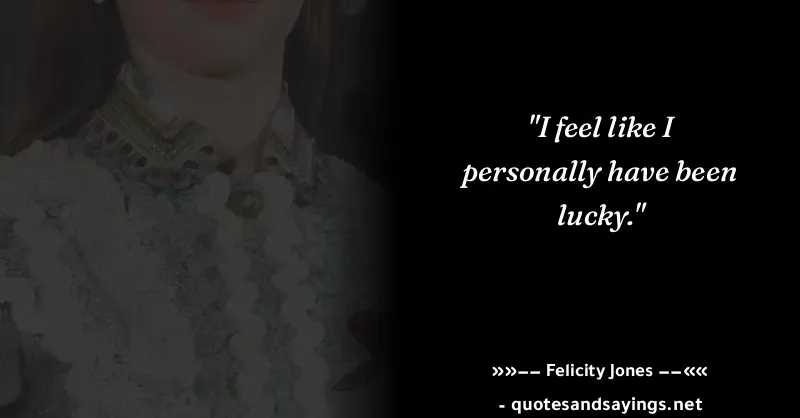 "I feel like I
personally have been
lucky."
»»−− Felicity Jones −−««
- quotesandsayings.net